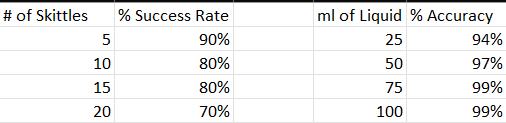 # of Skittles % Success Rate ml of Liquid % Accuracy
5 90% 25 94%
10 80% 50 97%
15 80% 75 99%
20 70% 100 99%